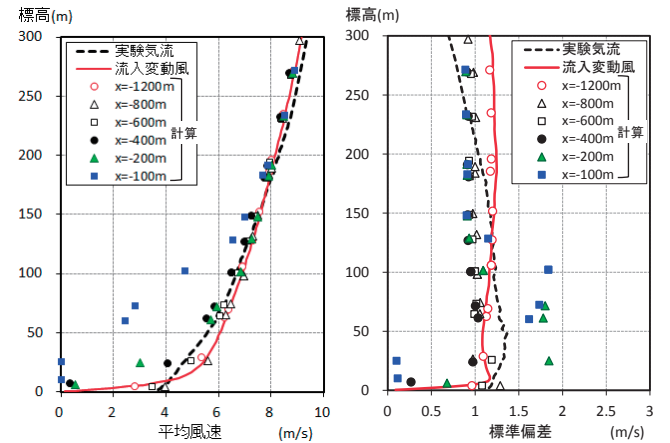 標高(m)
300
250
200
150
100
50
0
0 2 4 6 8 10
平均風速 (m/s)
実験気流
流入変動風
x=-1200m
x=-800m
x=-600m
x=-400m
x=-200m
x=-100m
計算
標高(m)
300
250
200
150
100
50
0
0 0.5 1 1.5 2 2.5 3
標準偏差 (m/s)
実験気流
流入変動風
x=-1200m
x=-800m
x=-600m
x=-400m
x=-200m
x=-100m
計算